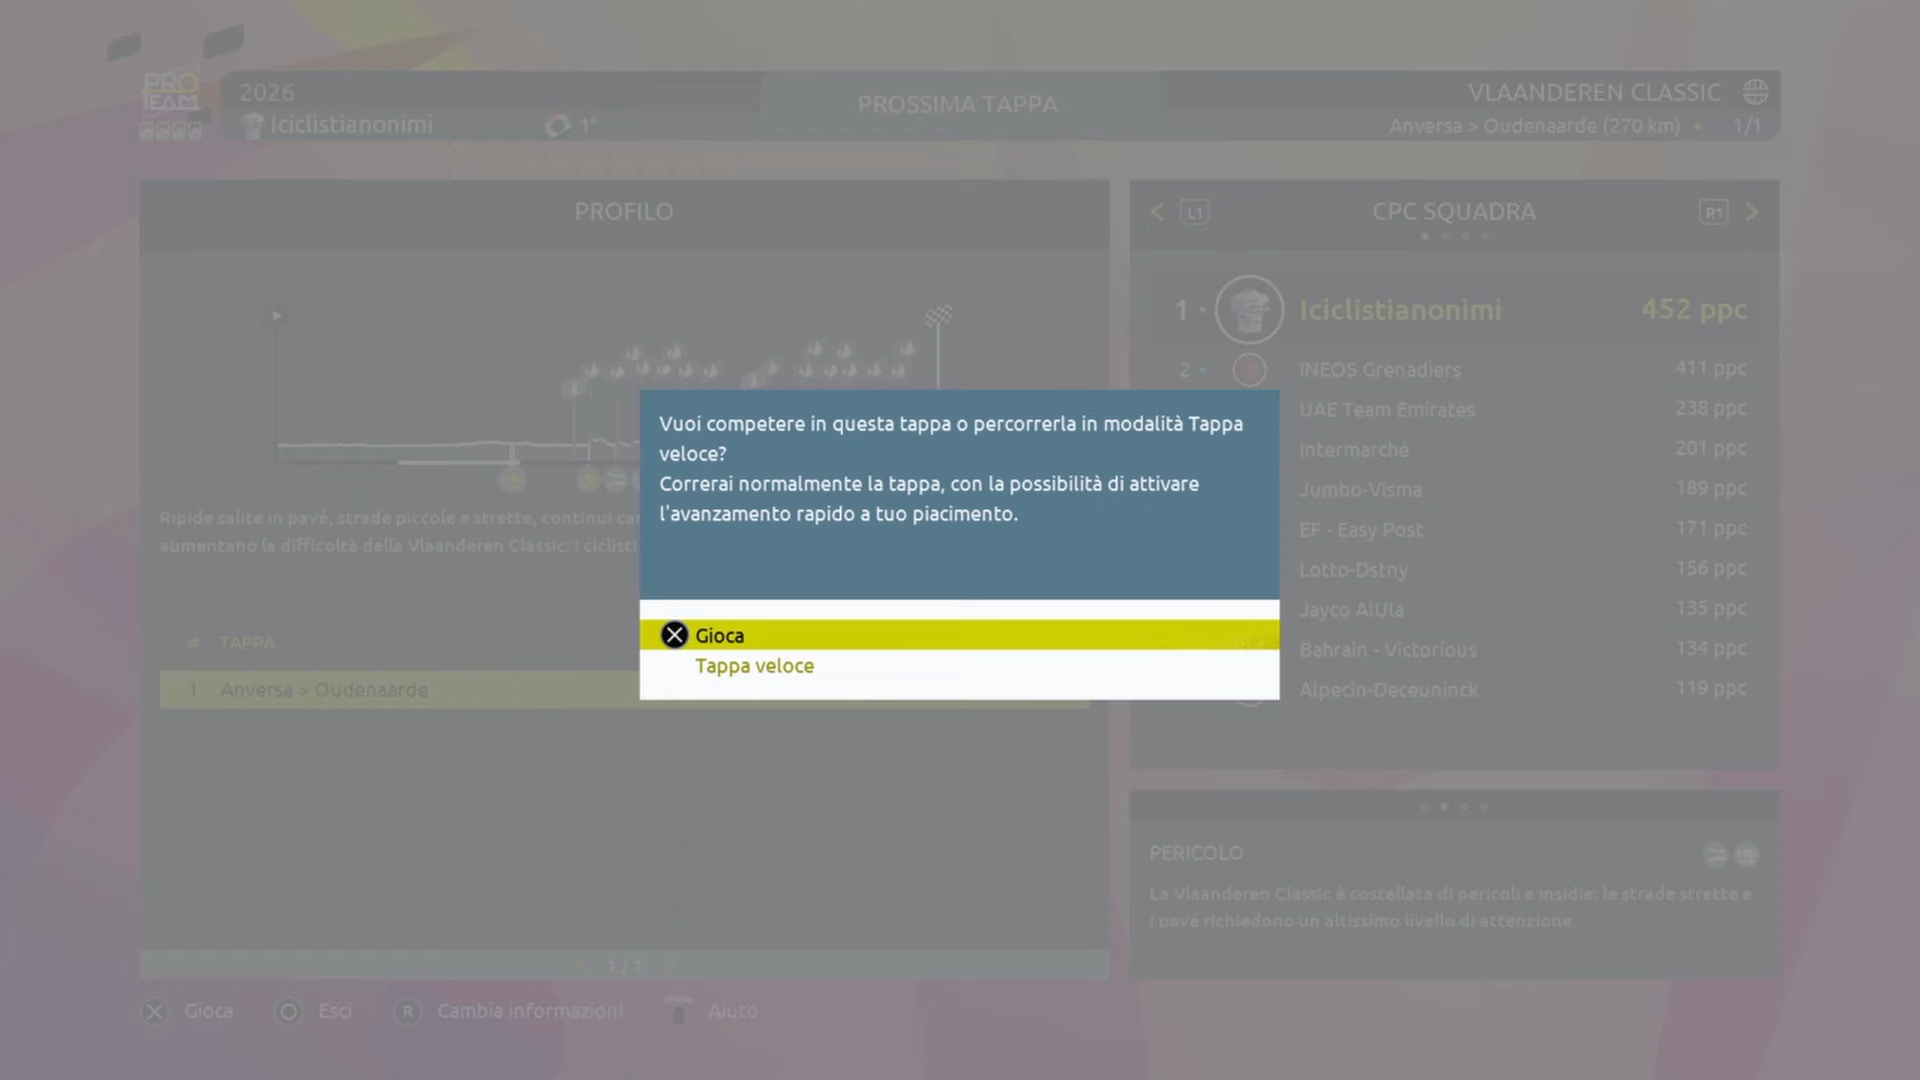 PRO
TEAM
2026
Iciclistianonimi
1°
PROSSIMA TAPPA
VLAANDEREN CLASSIC
Anversa > Oudenaarde (270 km) • 1/1
PROFILO
Ripide salite in pavé, strade piccole e strette, continui
aumentano la difficoltà della Vlaanderen Classic: i ciclisti
# TAPPA
1 Anversa > Oudenaarde
1 / 1
Vuoi competere in questa tappa o percorrerla in modalità Tappa
veloce?
Correrai normalmente la tappa, con la possibilità di attivare
l'avanzamento rapido a tuo piacimento.
Gioca
Tappa veloce
< L1 CPC SQUADRA R1 >
1 • Iciclistianonimi 452 ppc
2 • INEOS Grenadiers 411 ppc
UAE Team Emirates 238 ppc
Intermarché 201 ppc
Jumbo-Visma 189 ppc
EF - Easy Post 171 ppc
Lotto-Dstny 156 ppc
Jayco AlUla 135 ppc
Bahrain - Victorious 134 ppc
Alpecin-Deceuninck 119 ppc
PERICOLO
La Vlaanderen Classic è costellata di pericoli e insidie: le strade strette e
i pavé richiedono un altissimo livello di attenzione.
Gioca
Esci
R Cambia informazioni
Aiuto